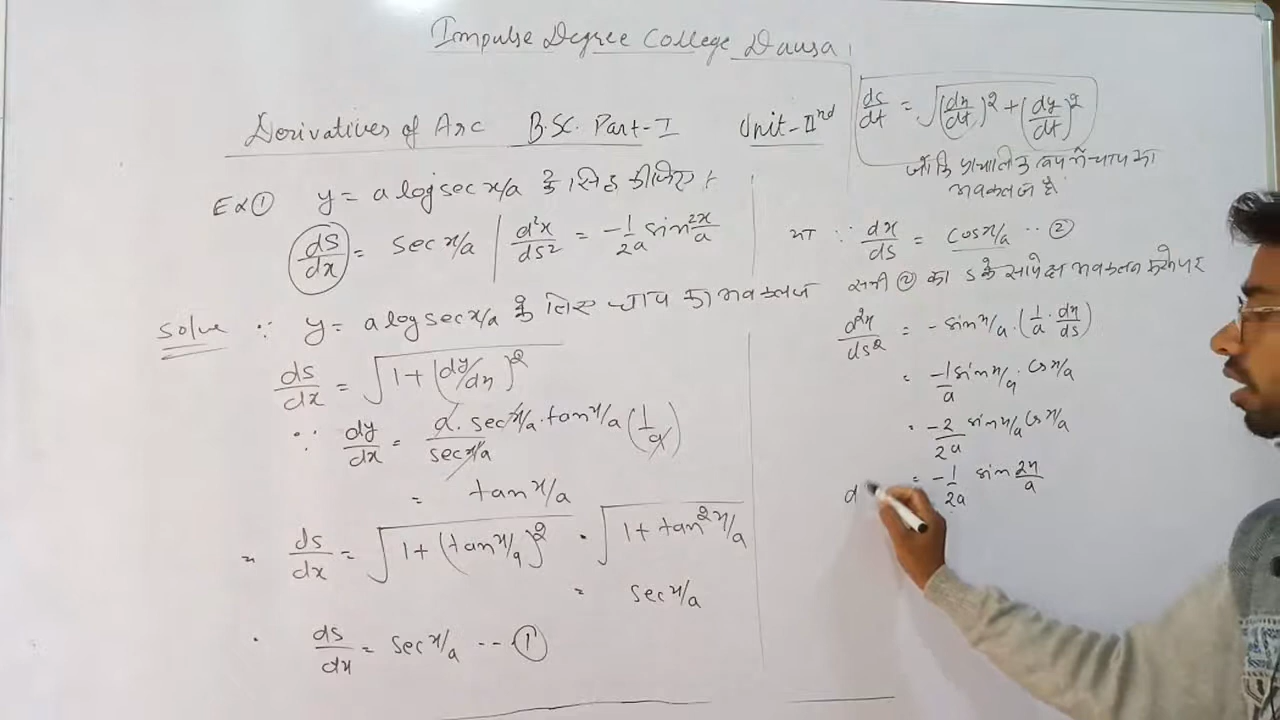 Impulse Degree College Dausa
Derivatives of Arc B.Sc. Part-I Unit-IInd
Ex① y = a log sec x/a के सिद्ध कीजिए
ds/dx = sec x/a | d²x/ds² = -1/2a sin 2x/a
Solve ∵ y = a log sec x/a के लिए चाप का अवकलज
ds/dx = √(1+(dy/dx)²)
∵ dy/dx = a. sec x/a . tan x/a / sec x/a (1/a)
= tan x/a
= ds/dx = √(1+(tan x/a)²) . √(1+tan² x/a)
= sec x/a
. ds/dx = sec x/a --- ①
ds/dt = √((dx/dt)² + (dy/dt)²)
जो कि प्राचालिक रूप में चाप का
अवकलज है
या ∵ dx/ds = cos x/a .. ②
समी ② का s के सापेक्ष अवकलन करने पर
d²x/ds² = - sin x/a . (1/a . dx/ds)
= -1/a sin x/a . cos x/a
= -2/2a sin x/a cos x/a
= -1/2a sin 2x/a
d